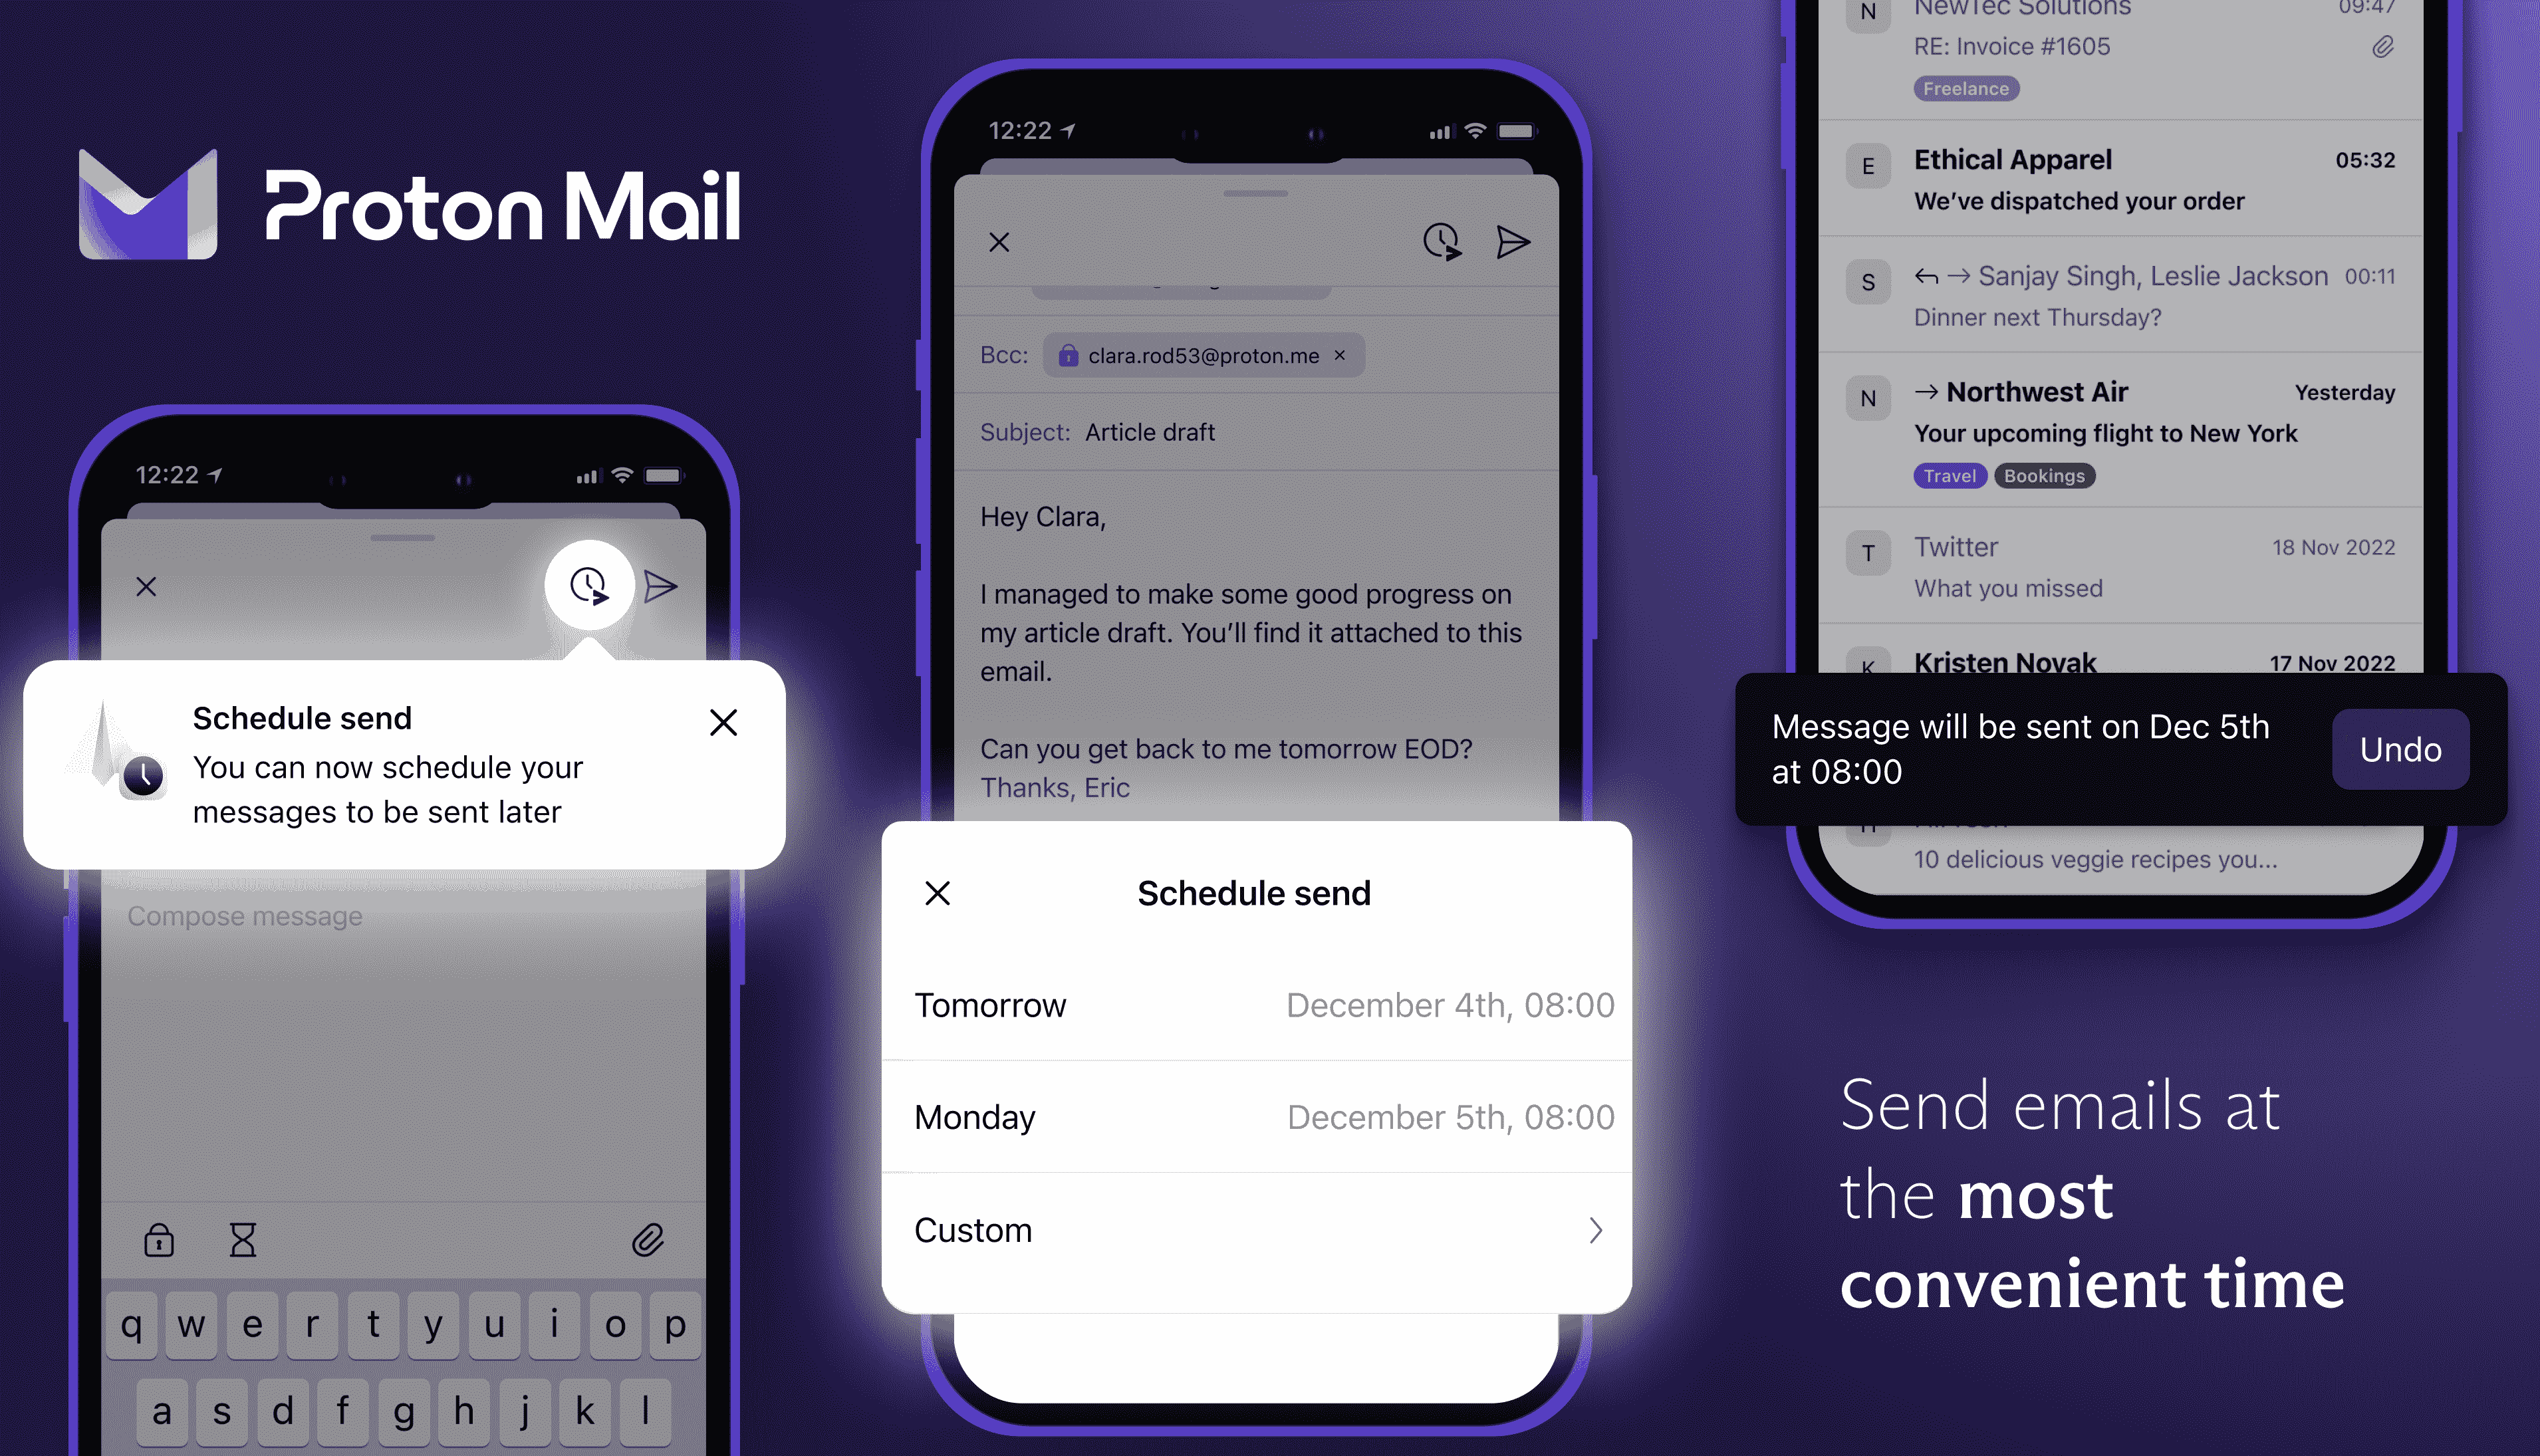 Proton Mail
12:22
Schedule send
You can now schedule your
messages to be sent later
Compose message
q w e r t y u i o p
a s d f g h j k l
12:22
Bcc: clara.rod53@proton.me
Subject: Article draft
Hey Clara,
I managed to make some good progress on
my article draft. You’ll find it attached to this
email.
Can you get back to me tomorrow EOD?
Thanks, Eric
Schedule send
Tomorrow December 4th, 08:00
Monday December 5th, 08:00
Custom
N NewTec Solutions 09:47
RE: Invoice #1605
Freelance
E Ethical Apparel 05:32
We’ve dispatched your order
S Sanjay Singh, Leslie Jackson 00:11
Dinner next Thursday?
N Northwest Air Yesterday
Your upcoming flight to New York
Travel Bookings
T Twitter 18 Nov 2022
What you missed
K Kristen Novak 17 Nov 2022
Message will be sent on Dec 5th
at 08:00
Undo
10 delicious veggie recipes you...
Send emails at
the most
convenient time